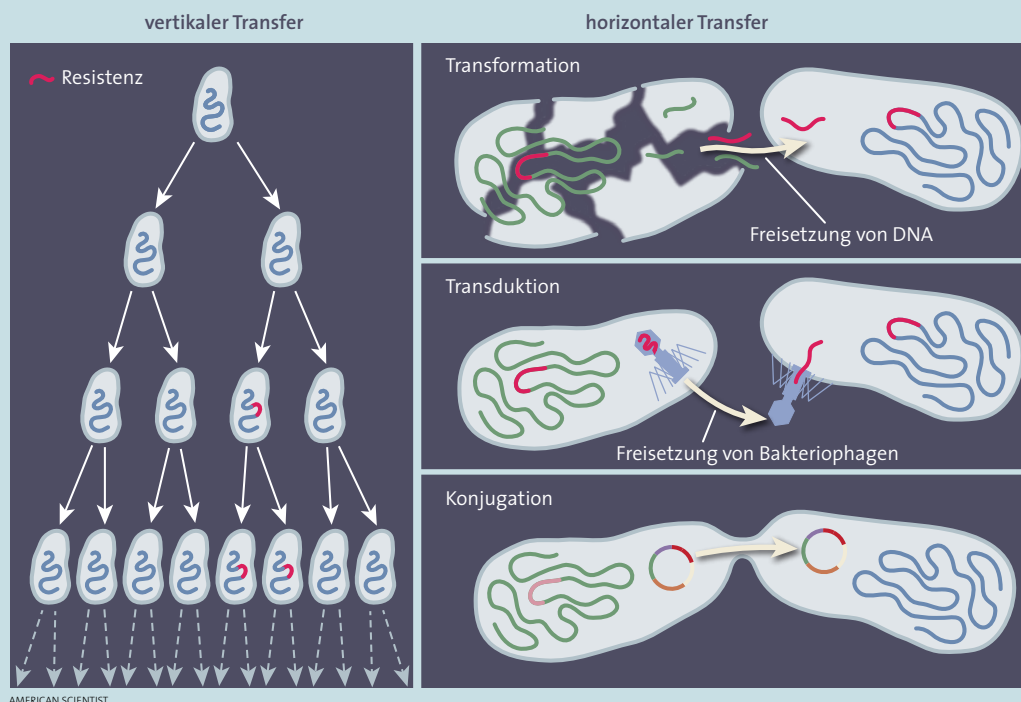 vertikaler Transfer
Resistenz
horizontaler Transfer
Transformation
Freisetzung von DNA
Transduktion
Freisetzung von Bakteriophagen
Konjugation
AMERICAN SCIENTIST